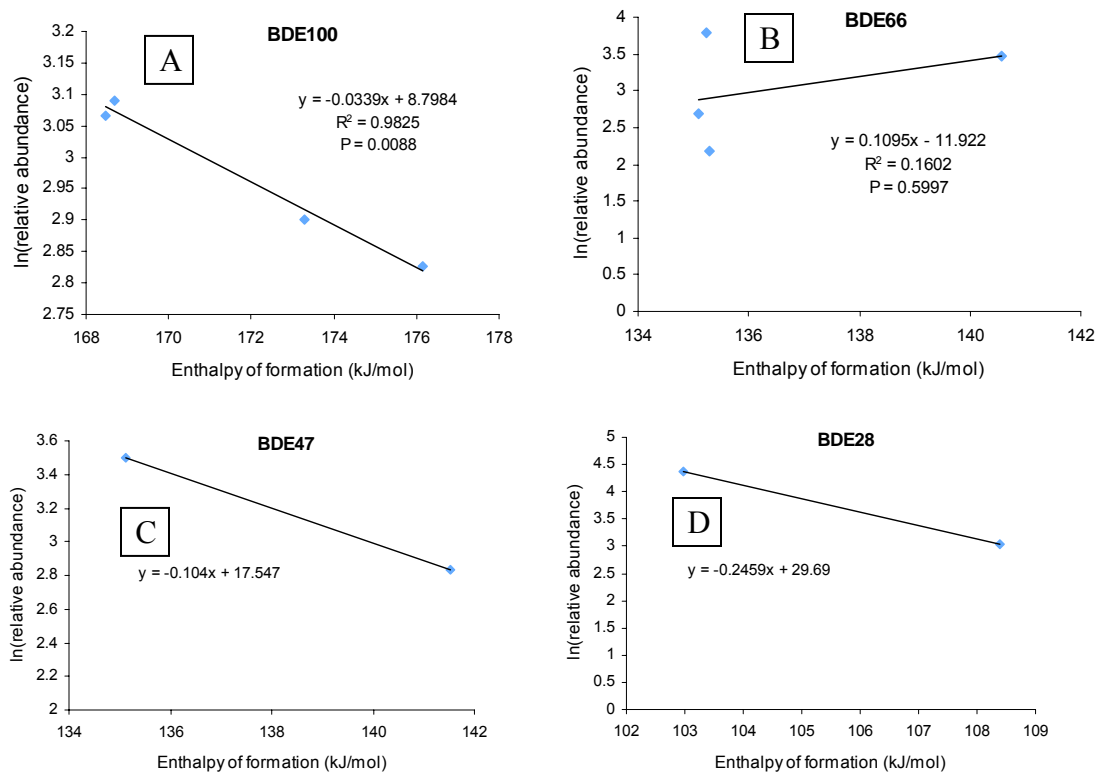 BDE100
A
3.2
3.15
3.1
3.05
3
2.95
2.9
2.85
2.8
2.75
ln(relative abundance)
y = -0.0339x + 8.7984
R² = 0.9825
P = 0.0088
168 170 172 174 176 178
Enthalpy of formation (kJ/mol)
BDE66
B
4
3.5
3
2.5
2
1.5
1
0.5
0
ln(relative abundance)
y = 0.1095x - 11.922
R² = 0.1602
P = 0.5997
134 136 138 140 142
Enthalpy of formation (kJ/mol)
BDE47
C
3.6
3.4
3.2
3
2.8
2.6
2.4
2.2
2
ln(relative abundance)
y = -0.104x + 17.547
134 136 138 140 142
Enthalpy of formation (kJ/mol)
BDE28
D
5
4.5
4
3.5
3
2.5
2
1.5
1
0.5
0
ln(relative abundance)
y = -0.2459x + 29.69
102 103 104 105 106 107 108 109
Enthalpy of formation (kJ/mol)